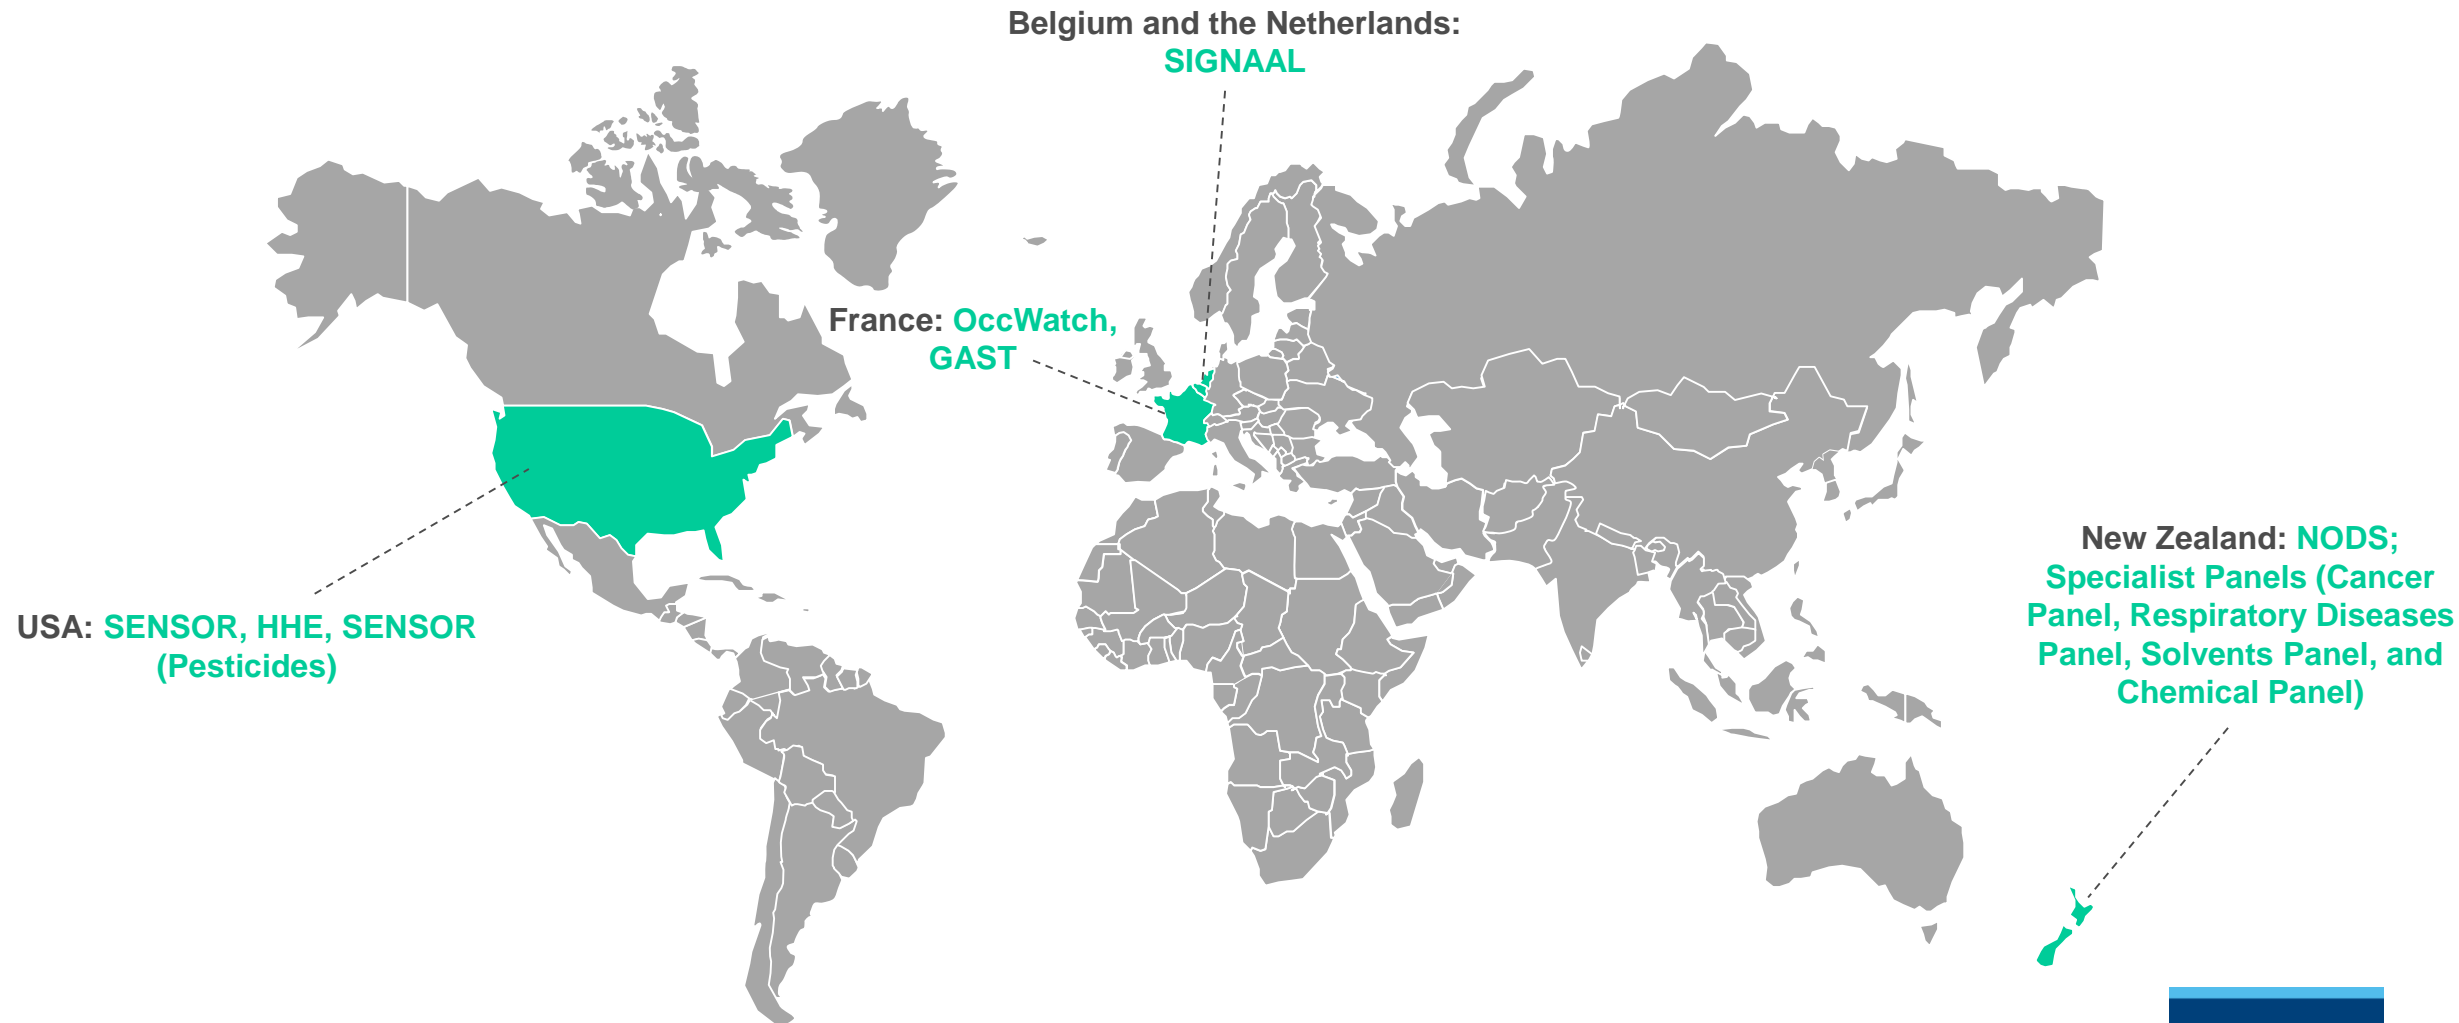 Belgium and the Netherlands:
SIGNAAL
France: OccWatch,
GAST
USA: SENSOR, HHE, SENSOR
(Pesticides)
New Zealand: NODS;
Specialist Panels (Cancer
Panel, Respiratory Diseases
Panel, Solvents Panel, and
Chemical Panel)